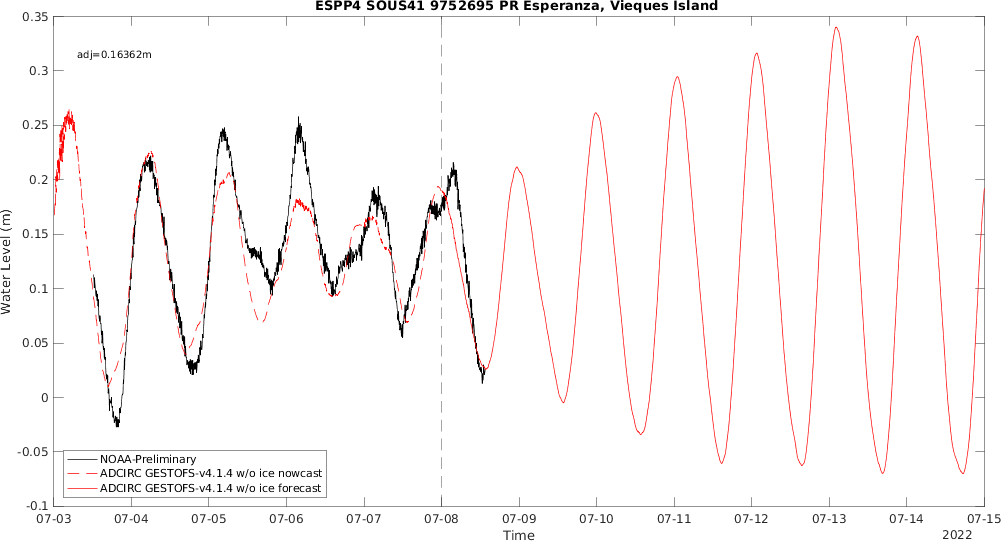 ESPP4 SOUS41 9752695 PR Esperanza, Vieques Island
adj=0.16362m
Water Level (m)
0.35
0.3
0.25
0.2
0.15
0.1
0.05
0
-0.05
-0.1
NOAA-Preliminary
ADCIRC GESTOFS-v4.1.4 w/o ice nowcast
ADCIRC GESTOFS-v4.1.4 w/o ice forecast
07-03 07-04 07-05 07-06 07-07 07-08 07-09 07-10 07-11 07-12 07-13 07-14 07-15
Time
2022